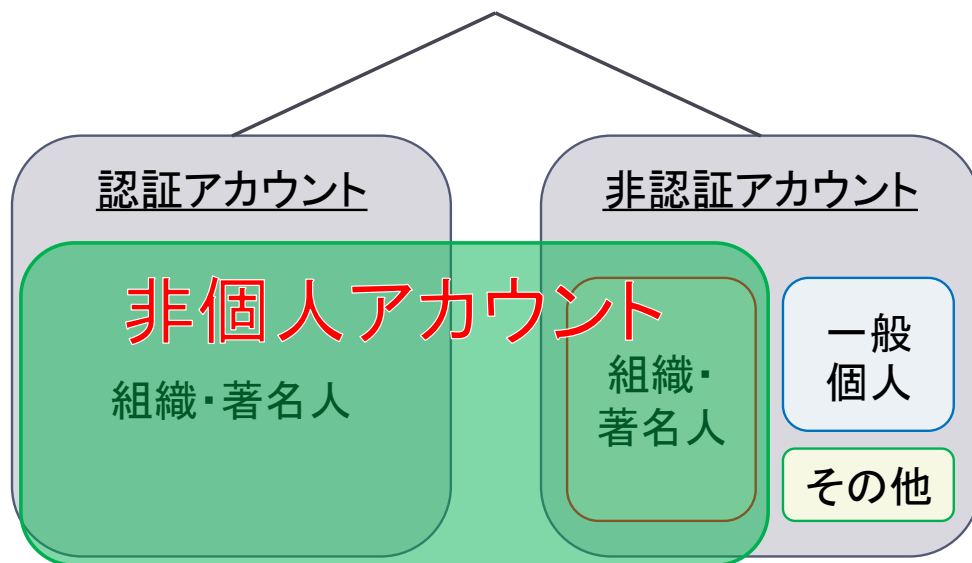 認証アカウント
非認証アカウント
非個人アカウント
組織・著名人
組織・
著名人
一般
個人
その他